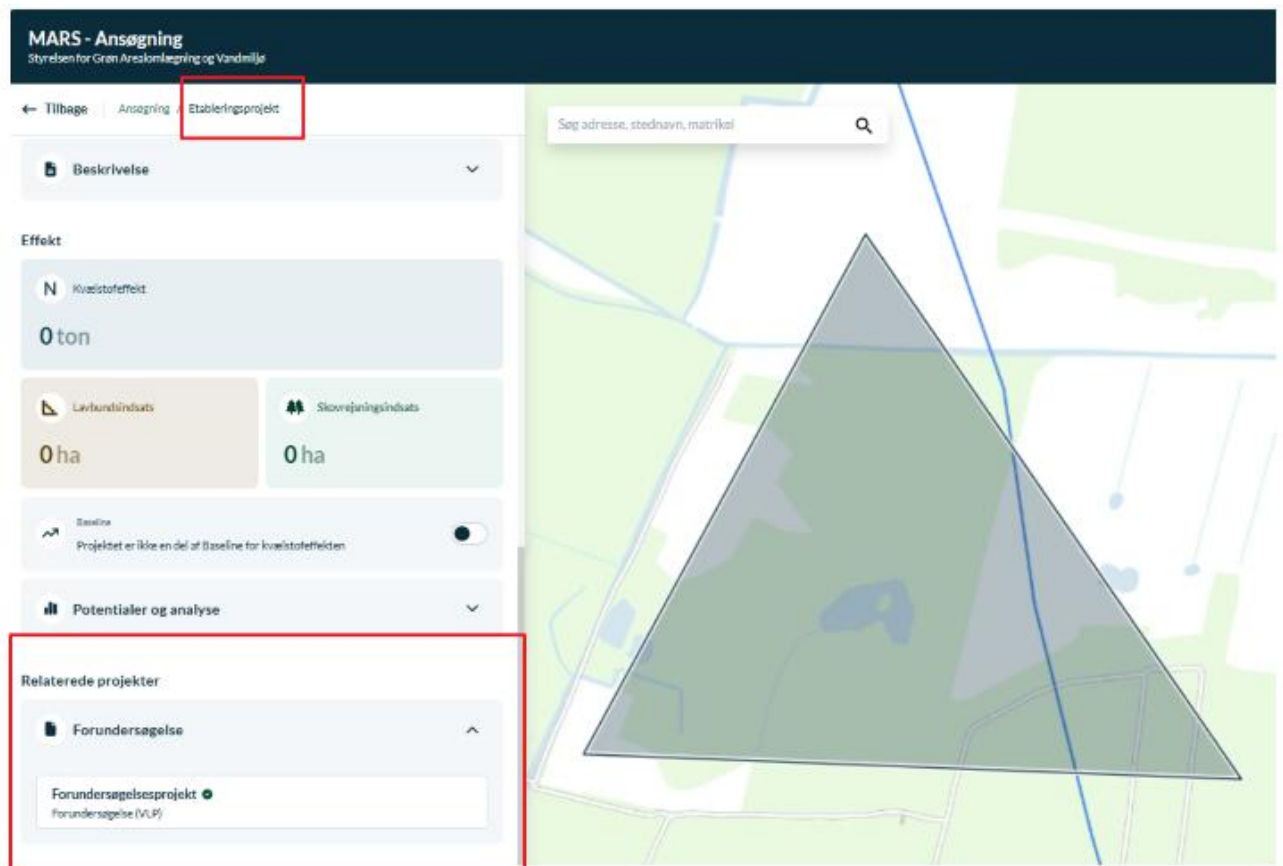 MARS - Ansøgning
Styrelsen for Grøn Arealomlægning og Vandmiljø
← Tilbage Ansøgning / Etableringsprojekt
Søg adresse, stednavn, matrikel
Beskrivelse
Effekt
N Kvælstofeffekt
0 ton
Lavbundsindsats
0 ha
Skovrejsningsindsats
0 ha
Baseline
Projektet er ikke en del af Baseline for kvælstofeffekten
Potentialer og analyse
Relaterede projekter
Forundersøgelse
Forundersøgelsesprojekt
Forundersøgelse (VLP)